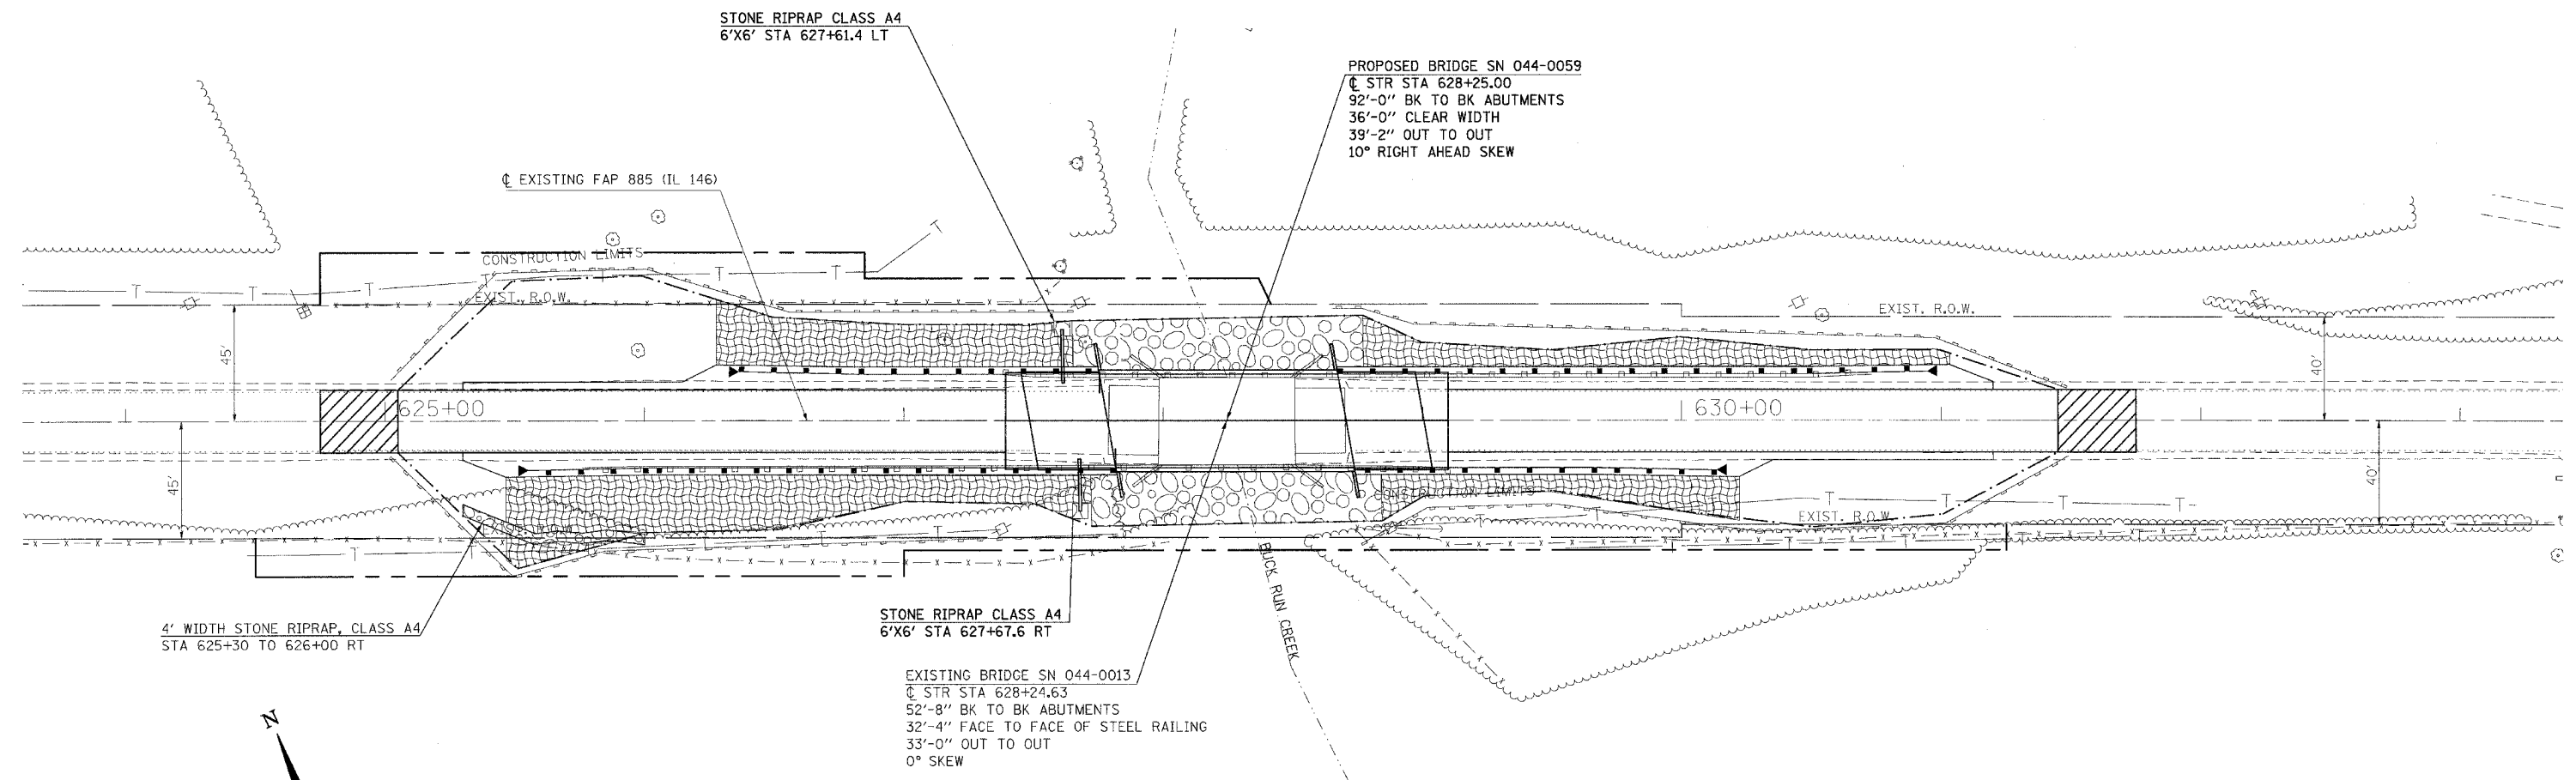 STONE RIPRAP CLASS A4
6'X6' STA 627+61.4 LT
PROPOSED BRIDGE SN 044-0059
℄ STR STA 628+25.00
92'-0" BK TO BK ABUTMENTS
36'-0" CLEAR WIDTH
39'-2" OUT TO OUT
10° RIGHT AHEAD SKEW
℄ EXISTING FAP 885 (IL 146)
CONSTRUCTION LIMITS
EXIST. R.O.W.
EXIST. R.O.W.
45'
40'
625+00
630+00
45'
40'
CONSTRUCTION LIMITS
EXIST. R.O.W
R.O.W
BUCK RUN CREEK
4' WIDTH STONE RIPRAP, CLASS A4
STA 625+30 TO 626+00 RT
STONE RIPRAP CLASS A4
6'X6' STA 627+67.6 RT
EXISTING BRIDGE SN 044-0013
℄ STR STA 628+24.63
52'-8" BK TO BK ABUTMENTS
32'-4" FACE TO FACE OF STEEL RAILING
33'-0" OUT TO OUT
0° SKEW
N